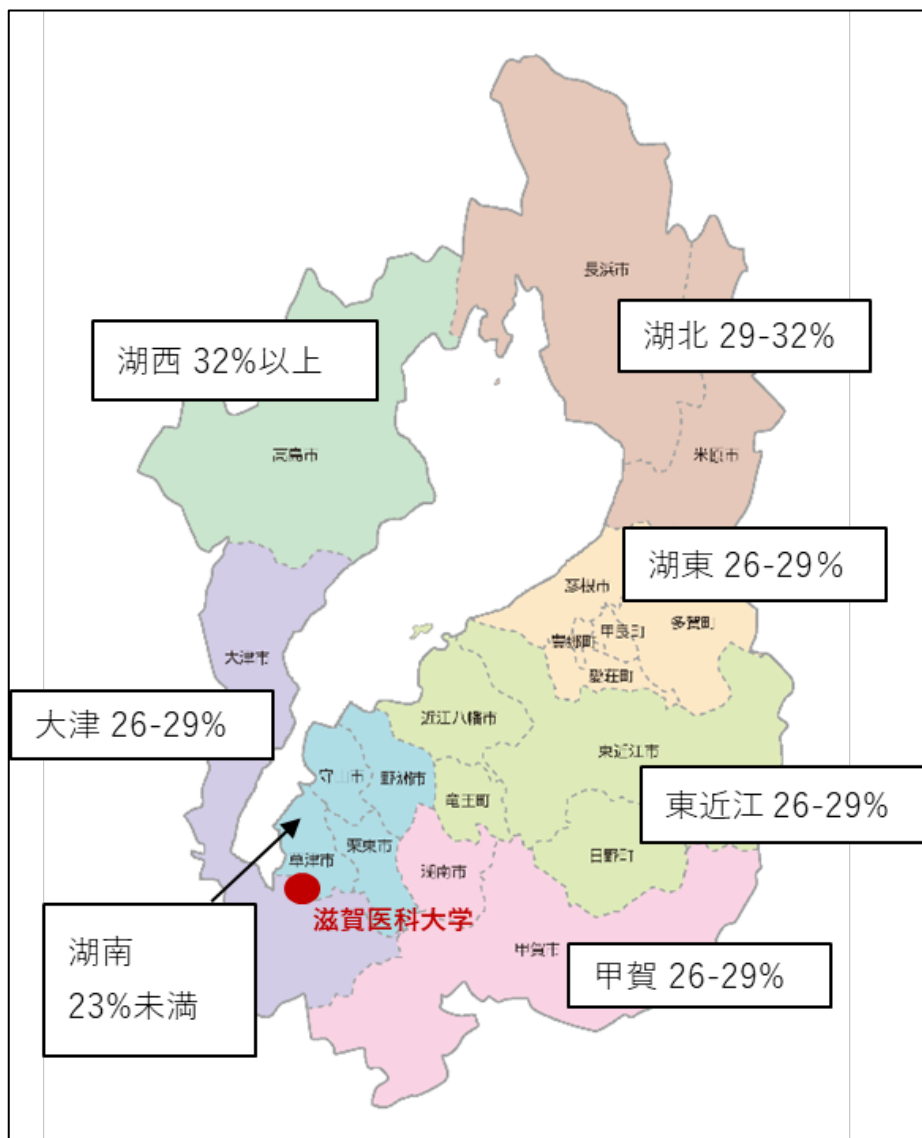 長浜市
湖北 29-32%
湖西 32%以上
高島市
米原市
湖東 26-29%
彦根市
多賀町
甲良町
豊郷町
愛荘町
大津市
近江八幡市
大津 26-29%
東近江市
守山市
野洲市
竜王町
東近江 26-29%
栗東市
日野町
草津市
湖南市
滋賀医科大学
湖南
23%未満
甲賀市
甲賀 26-29%